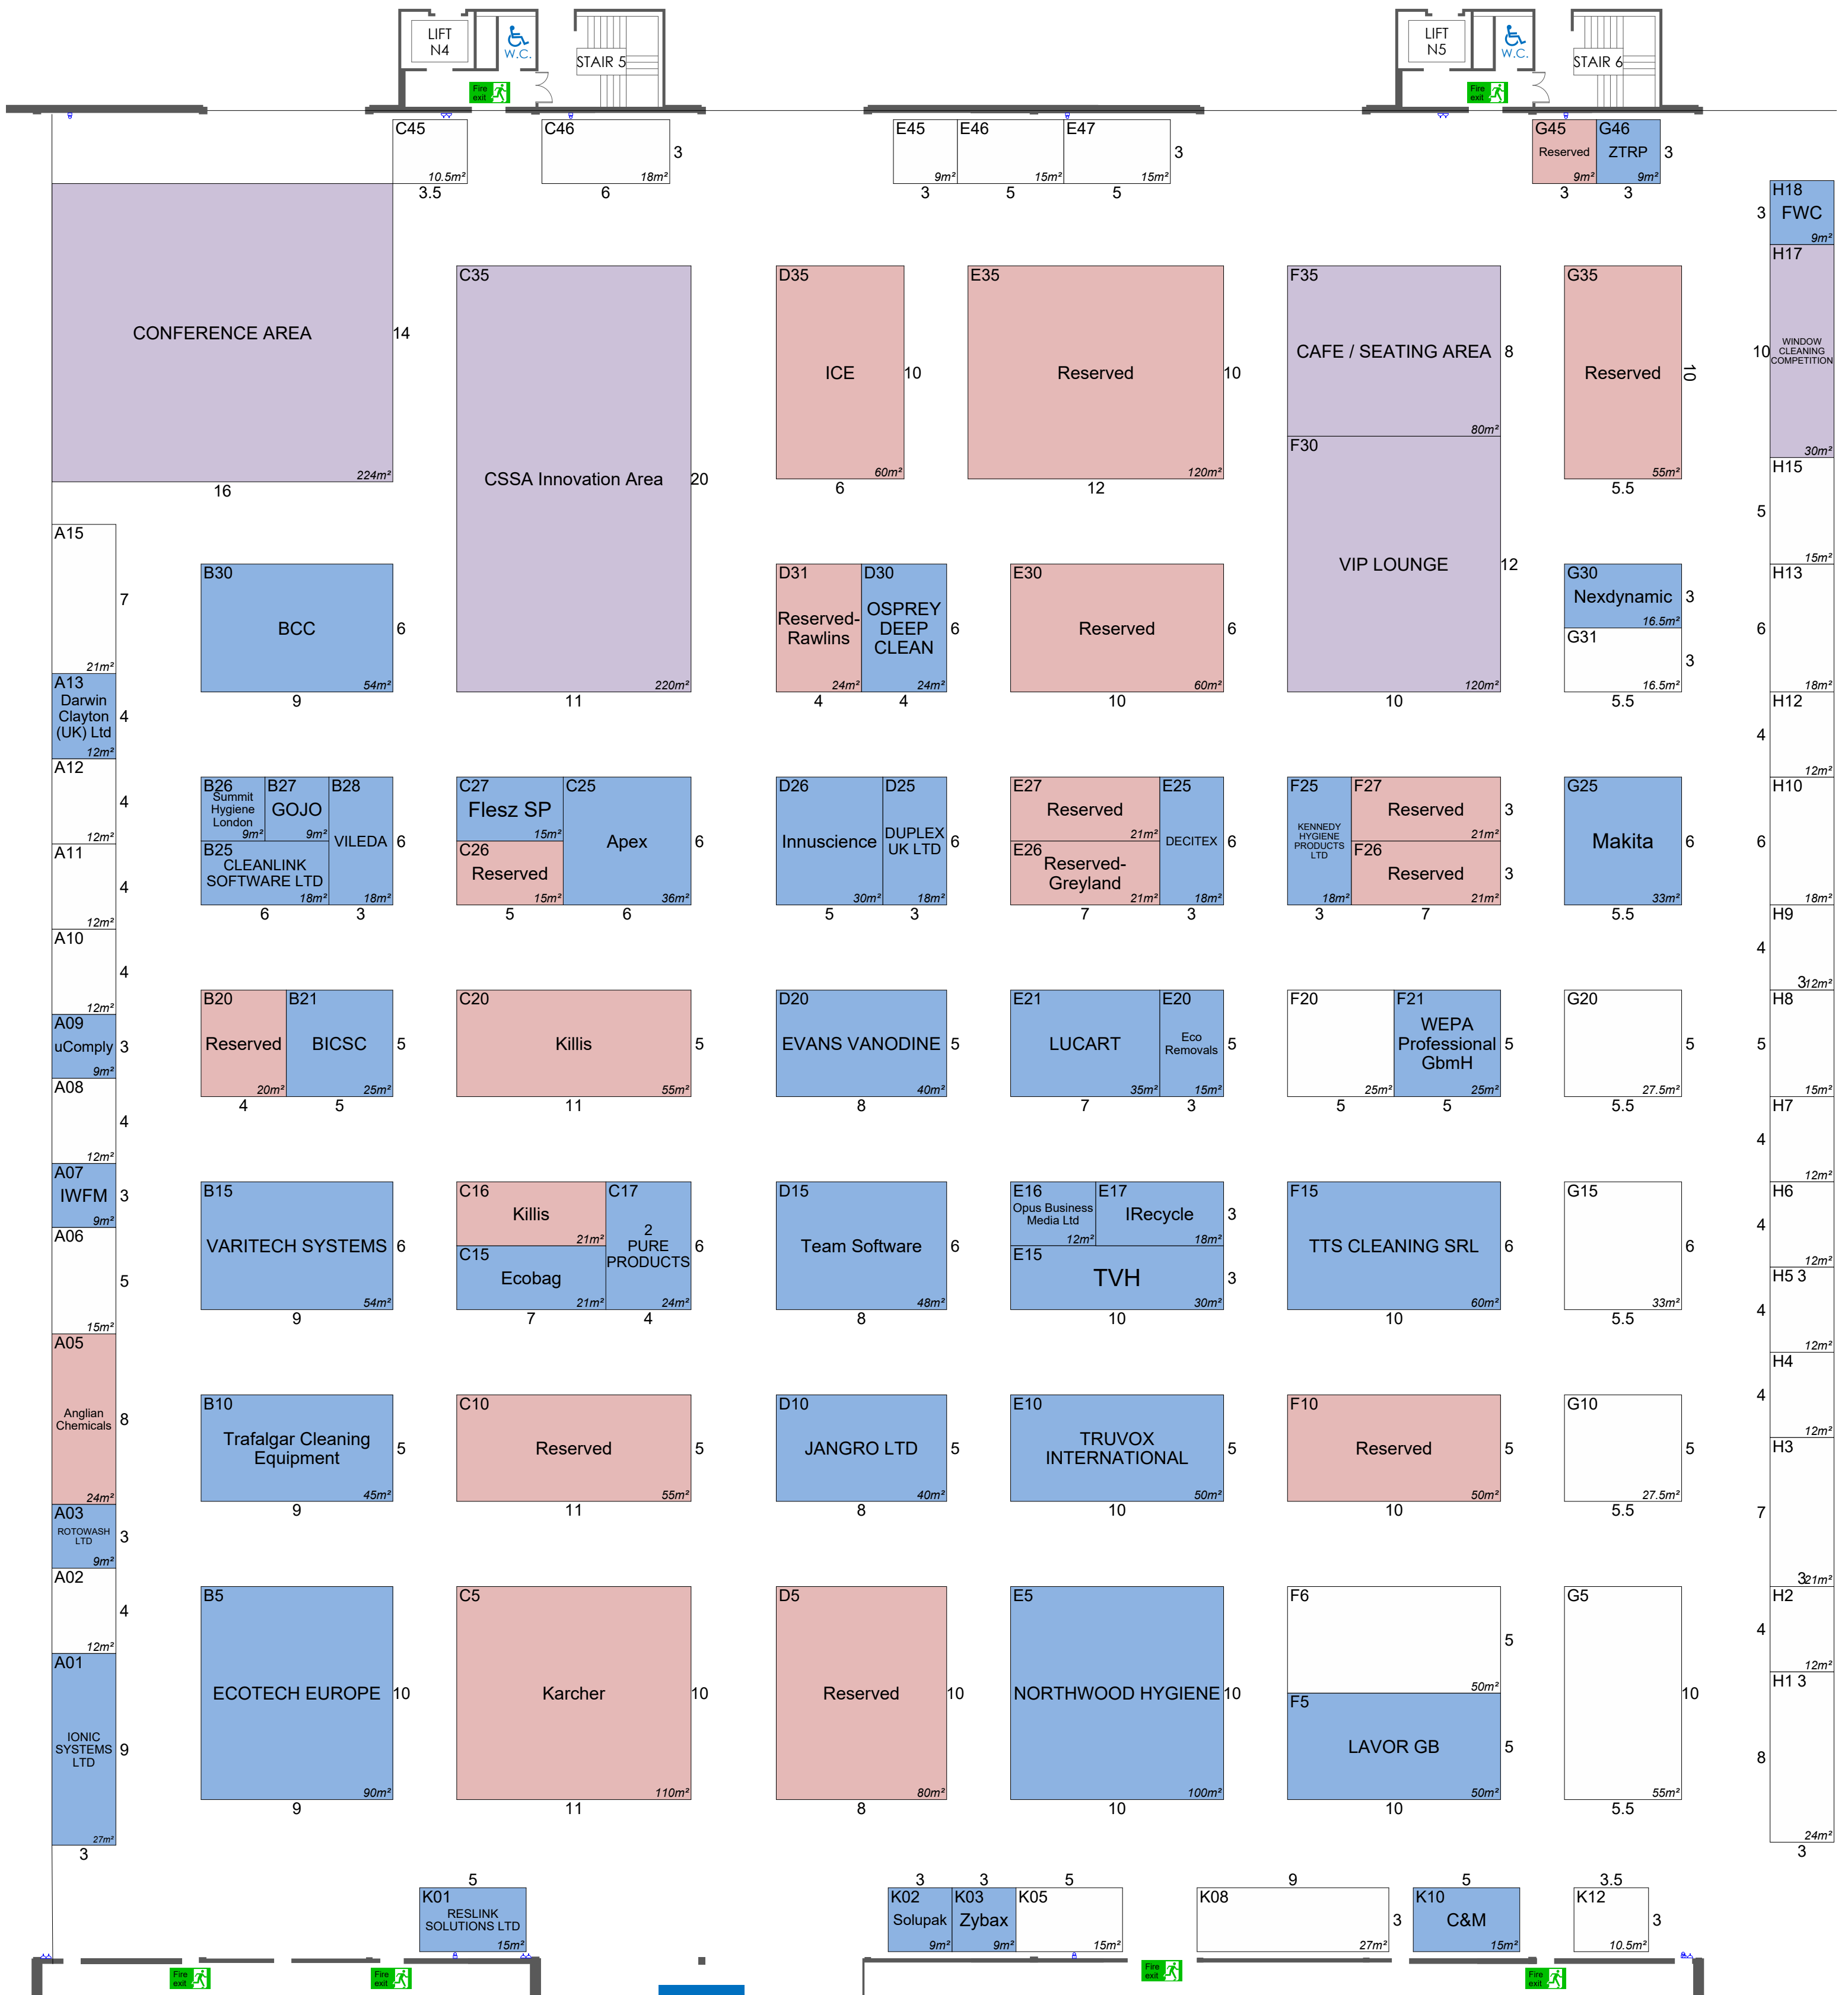 LIFT
N4
W.C.
STAIR 5
Fire
exit
LIFT
N5
W.C.
STAIR 6
Fire
exit
C45
10.5m²
3.5
C46
18m²
3
6
E45
9m²
3
E46
15m²
5
E47
15m²
3
5
G45
Reserved
9m²
3
G46
ZTRP
9m²
3
3
CONFERENCE AREA
14
224m²
16
C35
CSSA Innovation Area
20
220m²
11
D35
ICE
10
60m²
6
E35
Reserved
10
120m²
12
F35
CAFE / SEATING AREA
8
80m²
F30
VIP LOUNGE
12
120m²
10
G35
Reserved
10
55m²
5.5
H18
3
FWC
9m²
H17
10
WINDOW
CLEANING
COMPETITION
30m²
H15
5
15m²
H13
6
18m²
H12
4
12m²
H10
6
18m²
H9
4
3
12m²
H8
5
15m²
H7
4
12m²
H6
4
12m²
H5 3
4
12m²
H4
4
12m²
H3
7
3
21m²
H2
4
12m²
H1 3
8
24m²
3
A15
7
21m²
A13
Darwin
Clayton
(UK) Ltd
4
12m²
A12
4
12m²
A11
4
12m²
A10
4
12m²
A09
uComply
3
9m²
A08
4
12m²
A07
IWFM
3
9m²
A06
5
15m²
A05
Anglian
Chemicals
8
24m²
A03
ROTOWASH
LTD
3
9m²
A02
4
12m²
A01
IONIC
SYSTEMS
LTD
9
27m²
3
B30
BCC
6
54m²
9
D31
Reserved-
Rawlins
24m²
4
D30
OSPREY
DEEP
CLEAN
6
24m²
4
E30
Reserved
6
60m²
10
G30
Nexdynamic
3
16.5m²
G31
3
16.5m²
5.5
B26
Summit
Hygiene
London
9m²
B27
GOJO
9m²
B28
VILEDA
6
18m²
3
B25
CLEANLINK
SOFTWARE LTD
18m²
6
C27
Flesz SP
15m²
C26
Reserved
15m²
5
C25
Apex
6
36m²
6
D26
Innuscience
30m²
5
D25
DUPLEX
UK LTD
6
18m²
3
E27
Reserved
21m²
E26
Reserved-
Greyland
21m²
7
E25
DECITEX
6
18m²
3
F25
KENNEDY
HYGIENE
PRODUCTS
LTD
18m²
3
F27
Reserved
3
21m²
F26
Reserved
3
21m²
7
G25
Makita
6
33m²
5.5
B20
Reserved
20m²
4
B21
BICSC
5
25m²
5
C20
Killis
5
55m²
11
D20
EVANS VANODINE
5
40m²
8
E21
LUCART
35m²
7
E20
Eco
Removals
5
15m²
3
F20
25m²
5
F21
WEPA
Professional
GbmH
5
25m²
5
G20
5
27.5m²
5.5
B15
VARITECH SYSTEMS
6
54m²
9
C16
Killis
21m²
C15
Ecobag
21m²
7
C17
2
PURE
PRODUCTS
6
24m²
4
D15
Team Software
6
48m²
8
E16
Opus Business
Media Ltd
12m²
E17
IRecycle
3
18m²
E15
TVH
3
30m²
10
F15
TTS CLEANING SRL
6
60m²
10
G15
6
33m²
5.5
B10
Trafalgar Cleaning
Equipment
5
45m²
9
C10
Reserved
5
55m²
11
D10
JANGRO LTD
5
40m²
8
E10
TRUVOX
INTERNATIONAL
5
50m²
10
F10
Reserved
5
50m²
10
G10
5
27.5m²
5.5
B5
ECOTECH EUROPE
10
90m²
9
C5
Karcher
10
110m²
11
D5
Reserved
10
80m²
8
E5
NORTHWOOD HYGIENE
10
100m²
10
F6
5
50m²
F5
LAVOR GB
5
50m²
10
G5
10
55m²
5.5
5
K01
RESLINK
SOLUTIONS LTD
15m²
3
K02
Solupak
9m²
3
K03
Zybax
9m²
5
K05
15m²
9
K08
3
27m²
5
K10
C&M
15m²
3.5
K12
3
10.5m²
Fire
exit
Fire
exit
Fire
exit
Fire
exit